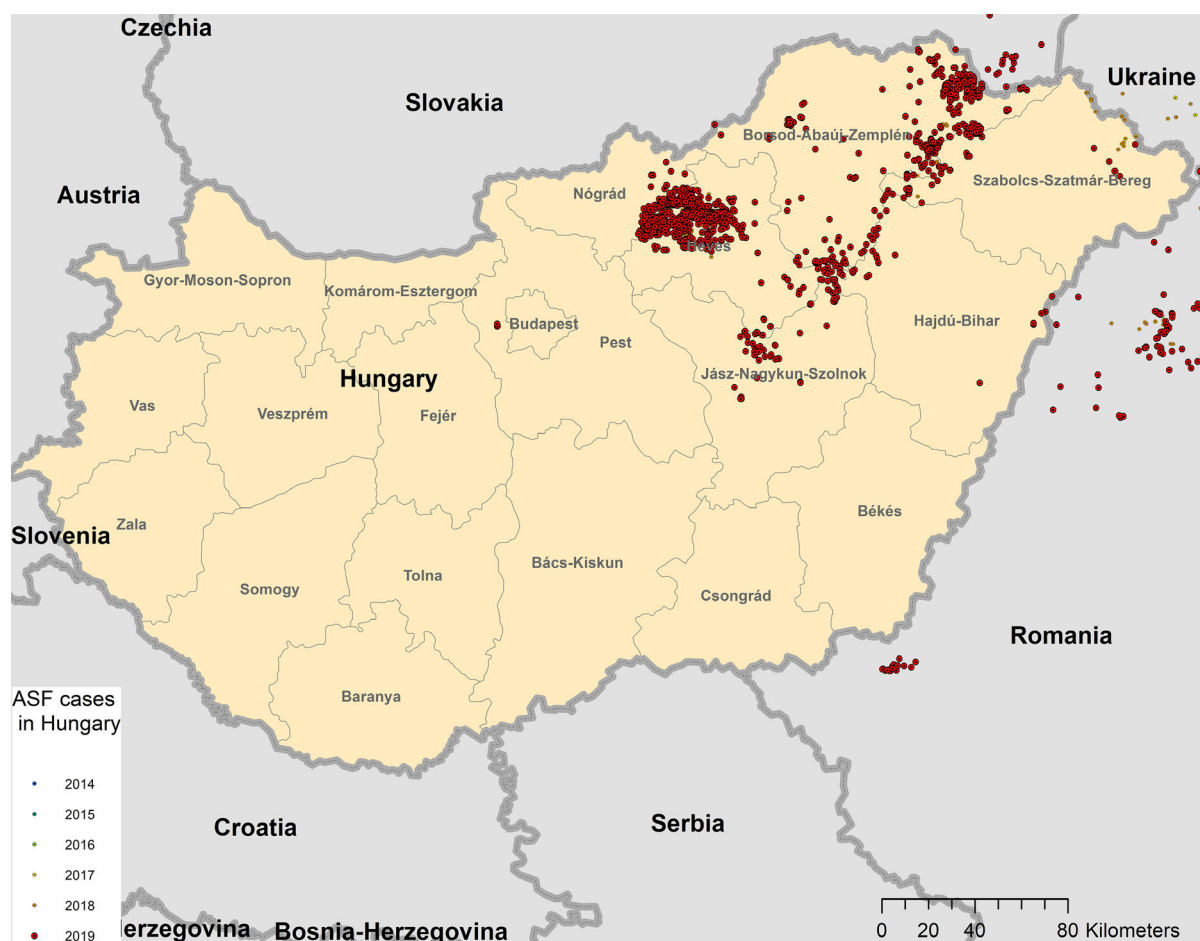 Czechia
Ukraine
Slovakia
Borsod-Abaúj-Zemplén
Szabolcs-Szatmár-Bereg
Austria
Nógrád
Heves
Gyor-Moson-Sopron
Komárom-Esztergom
Budapest
Hajdú-Bihar
Pest
Jász-Nagykun-Szolnok
Hungary
Vas
Veszprém
Fejér
Békés
Zala
Slovenia
Bács-Kiskun
Tolna
Somogy
Csongrád
Romania
Baranya
ASF cases
in Hungary
2014
2015
2016
2017
2018
2019
Croatia
Serbia
erzegovina
Bosnia-Herzegovina
0 20 40 80 Kilometers